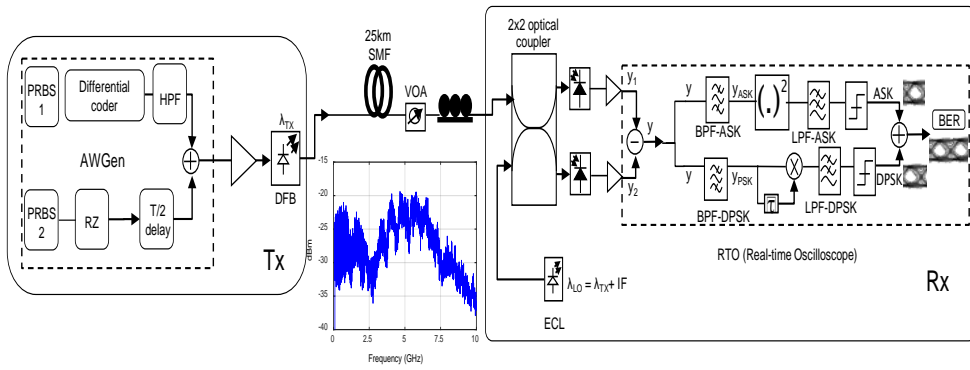 PRBS
1
Differential
coder
HPF
AWGen
PRBS
2
RZ
T/2
delay
Tx
λTX
DFB
25km
SMF
VOA
-15
-20
-25
-30
-35
-40
dBm
0
2.5
5
7.5
10
Frequency (GHz)
2x2 optical
coupler
y1
y2
y
ECL
λLO = λTX+ IF
y
BPF-ASK
yASK
(.)2
LPF-ASK
ASK
y
BPF-DPSK
yPSK
τ
LPF-DPSK
DPSK
BER
RTO (Real-time Oscilloscope)
Rx